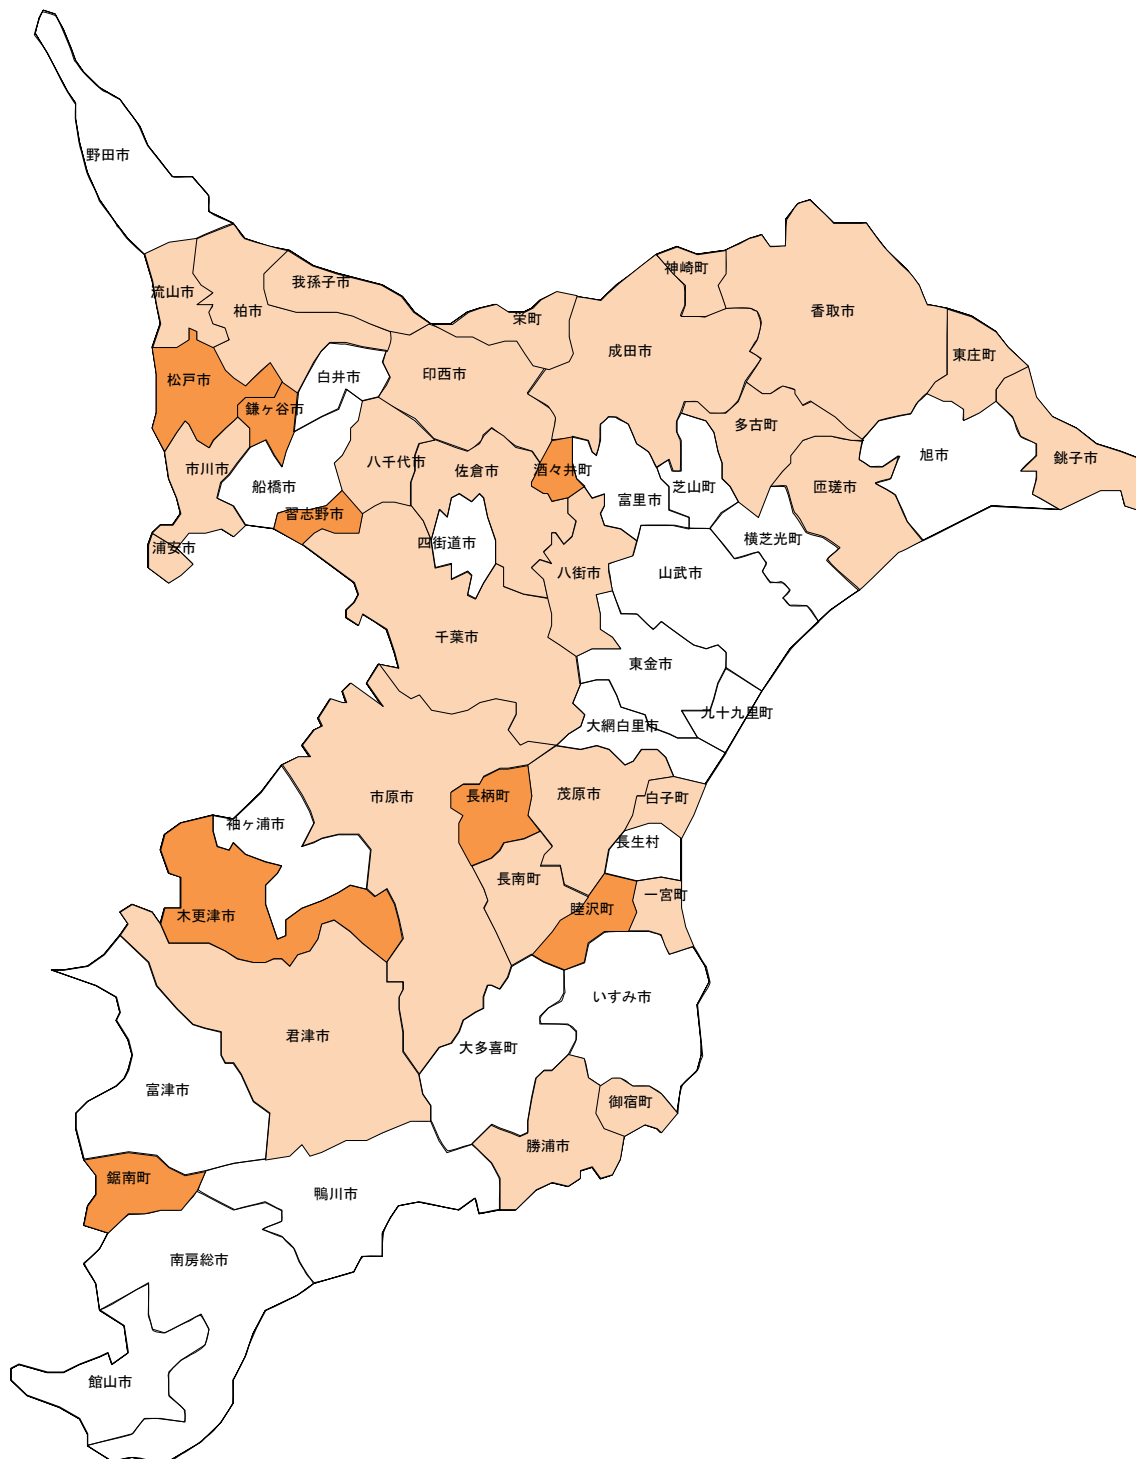 野田市
神崎町
我孫子市
流山市
柏市
香取市
栄町
成田市
東庄町
印西市
白井市
松戸市
鎌ヶ谷市
多古町
旭市
銚子市
八千代市
佐倉市
酒々井町
市川市
船橋市
芝山町
匝瑳市
富里市
習志野市
横芝光町
四街道市
浦安市
八街市
山武市
千葉市
東金市
九十九里町
大網白里市
市原市
長柄町
茂原市
白子町
袖ヶ浦市
長生村
長南町
一宮町
睦沢町
木更津市
いすみ市
君津市
大多喜町
富津市
御宿町
勝浦市
鋸南町
鴨川市
南房総市
館山市